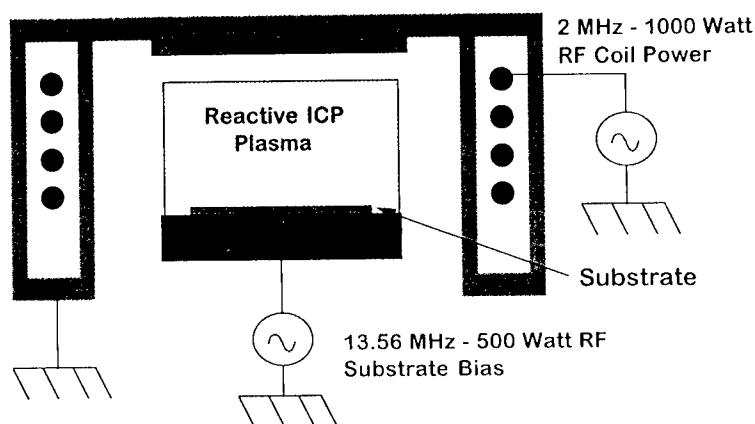 2 MHz - 1000 Watt
RF Coil Power
Reactive ICP
Plasma
Substrate
13.56 MHz - 500 Watt RF
Substrate Bias